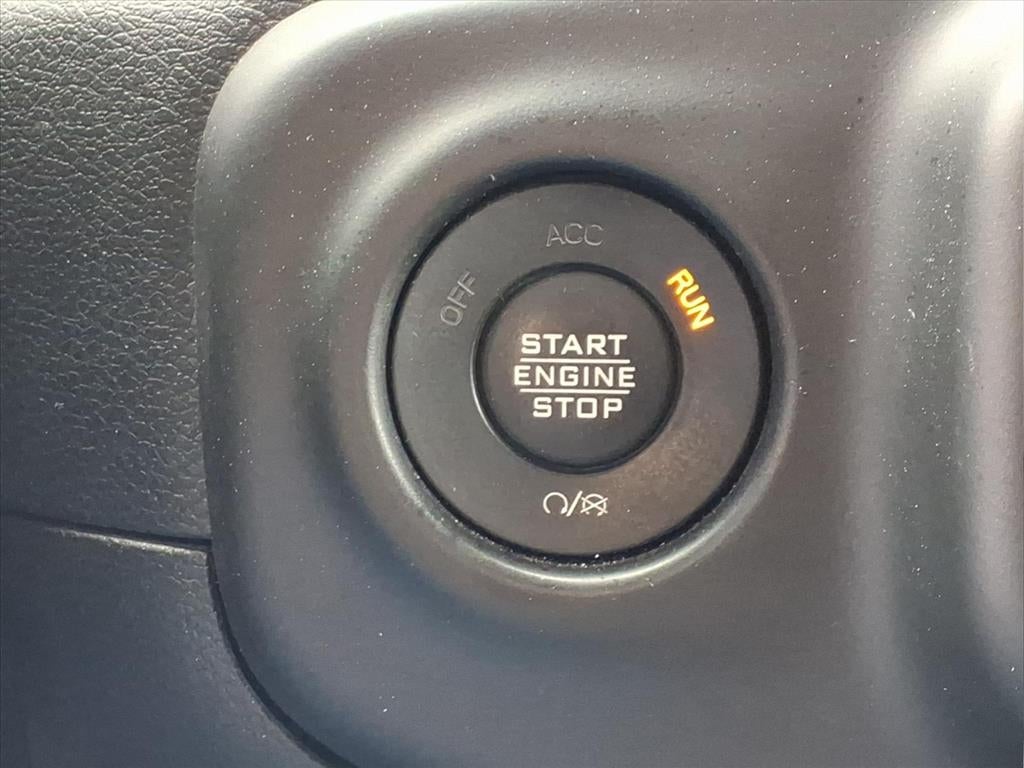 ACC
OFF
RUN
START
ENGINE
STOP